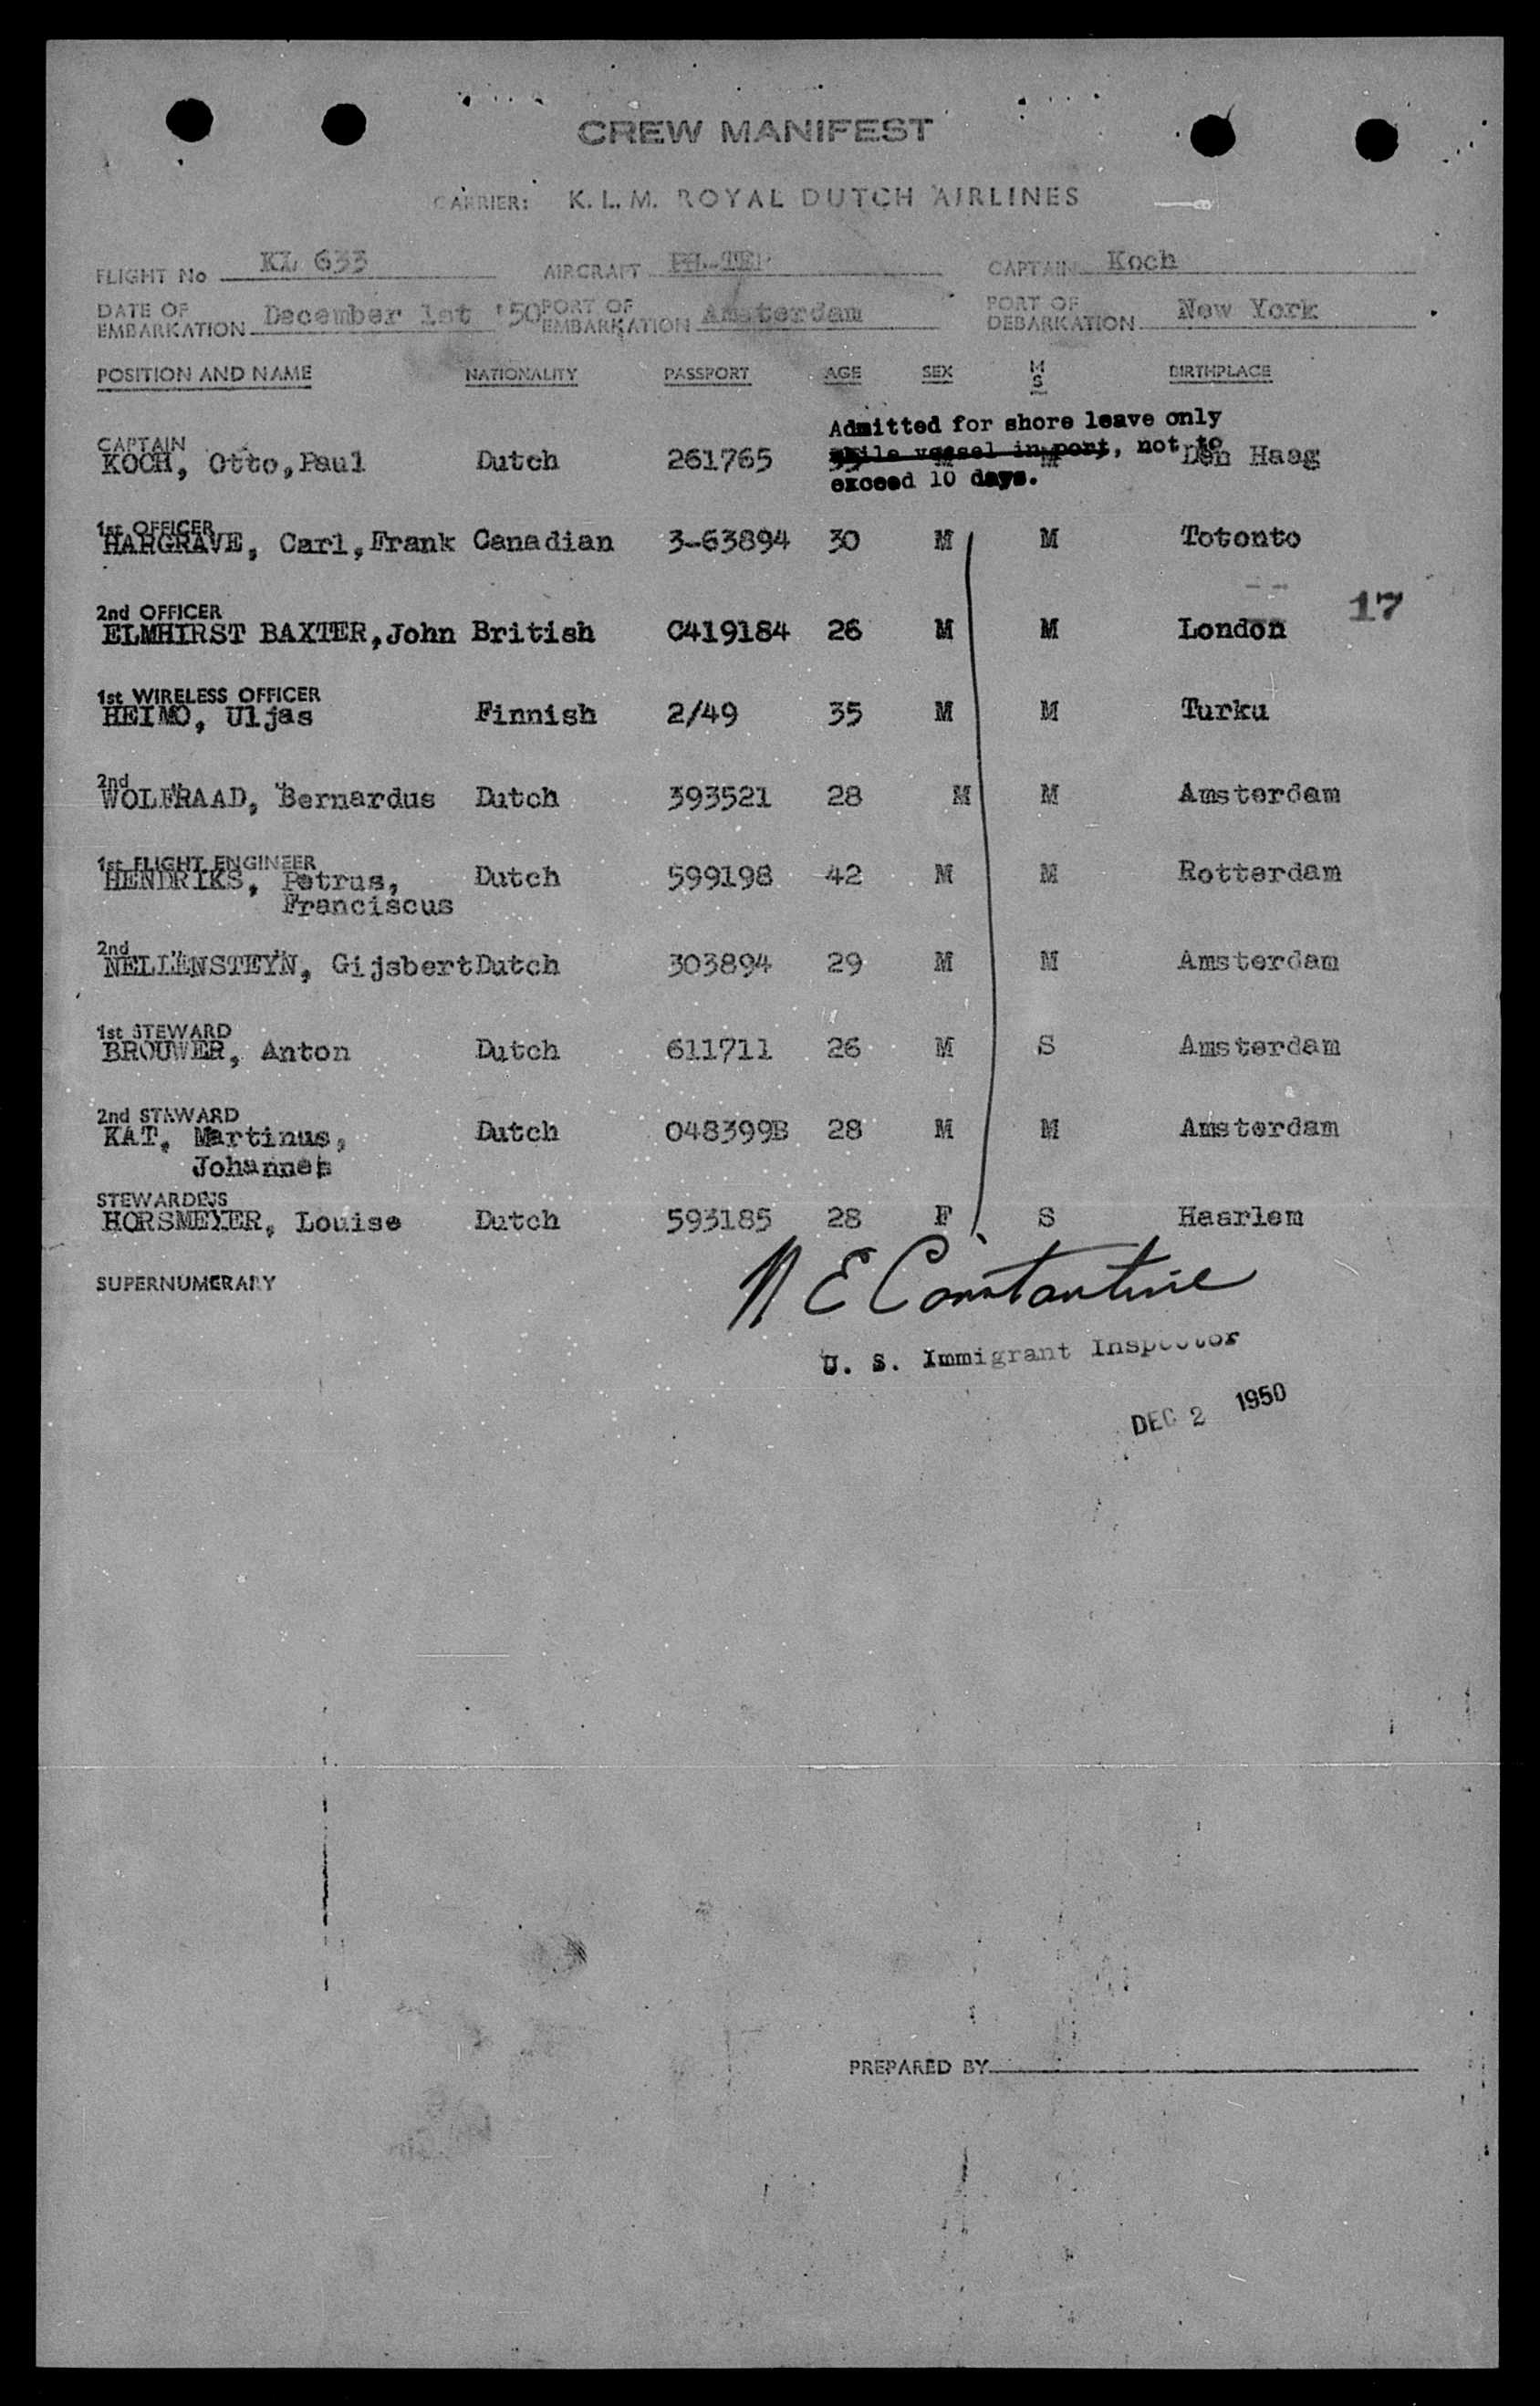 CREW MANIFEST
CARRIER: K. L. M. ROYAL DUTCH AIRLINES
FLIGHT No KL 633 AIRCRAFT CAPTAIN Koch
DATE OF EMBARKATION December 1st '50 PORT OF EMBARKATION Amsterdam PORT OF DEBARKATION New York
POSITION AND NAME NATIONALITY PASSPORT AGE SEX M S BIRTHPLACE
Admitted for shore leave only
while vessel in port, not to
exceed 10 days.
CAPTAIN
KOCH, Otto,Paul Dutch 261765 M Den Haag
1st OFFICER
HARGRAVE, Carl,Frank Canadian 3-63894 30 M M Totonto
2nd OFFICER
17
ELMHIRST BAXTER,John British C419184 26 M M London
1st WIRELESS OFFICER
HEIMO, Uljas Finnish 2/49 35 M M Turku
2nd " "
WOLFRAAD, Bernardus Dutch 393521 28 M M Amsterdam
1st FLIGHT ENGINEER
HENDRIKS, Petrus, Dutch 599198 42 M M Rotterdam
Franciscus
2nd " "
NELLENSTEYN, Gijsbert Dutch 303894 29 M M Amsterdam
1st STEWARD
BROUWER, Anton Dutch 611711 26 M S Amsterdam
2nd STEWARD
KAT, Martinus, Dutch 048399B 28 M M Amsterdam
Johannes
STEWARDESS
HORSMEYER, Louise Dutch 593185 28 F S Haarlem
SUPERNUMERARY
N E Constantine
U. S. Immigrant Inspector
DEC 2 1950
PREPARED BY